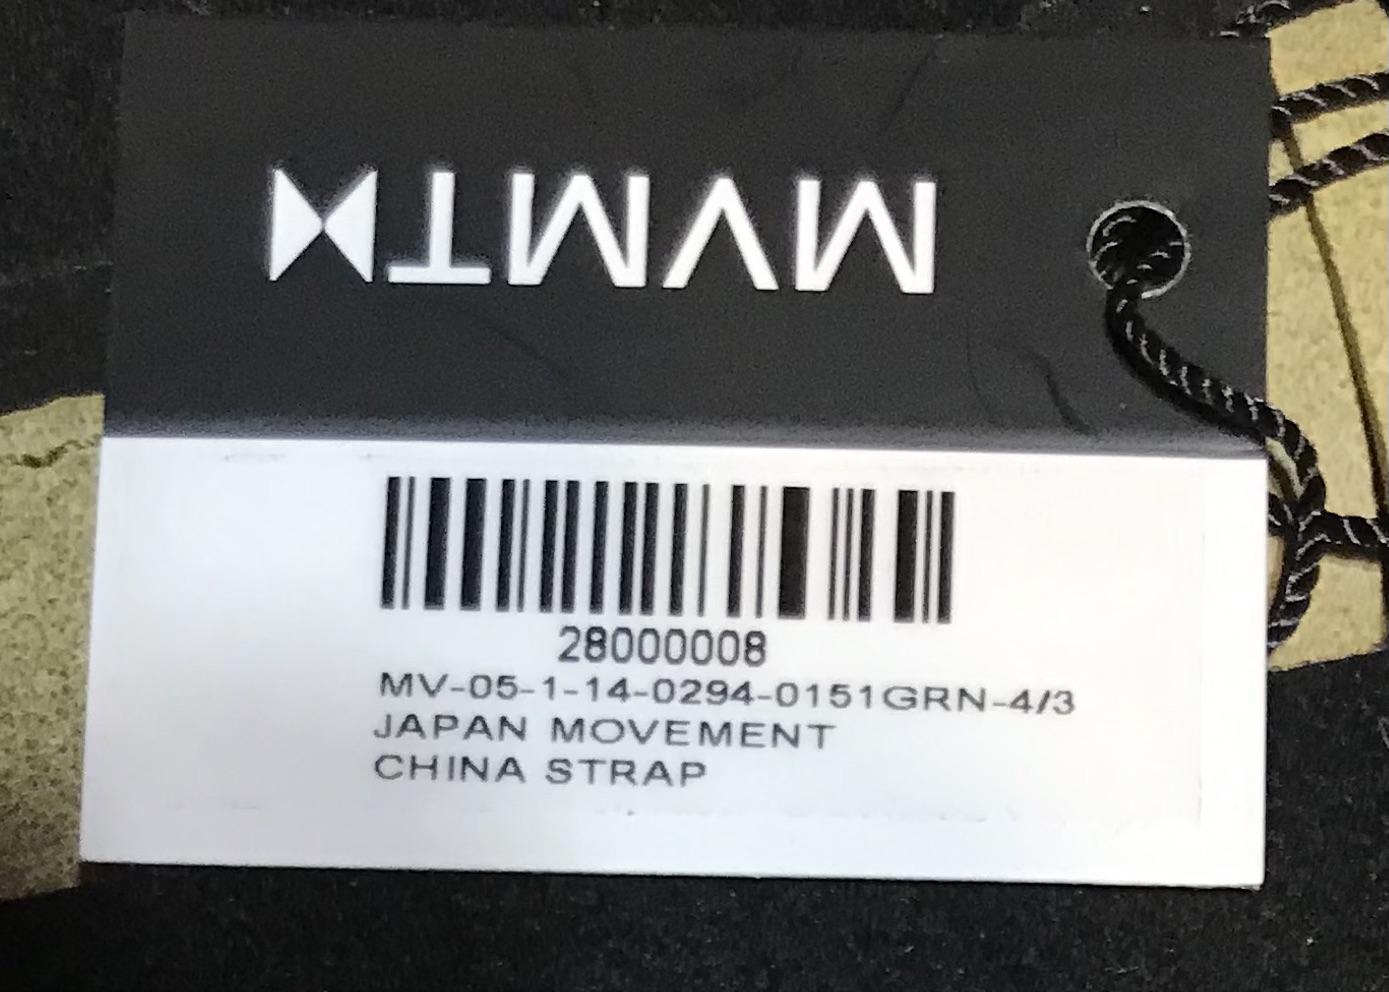 MVMT
28000008
MV-05-1-14-0294-0151GRN-4/3
JAPAN MOVEMENT
CHINA STRAP